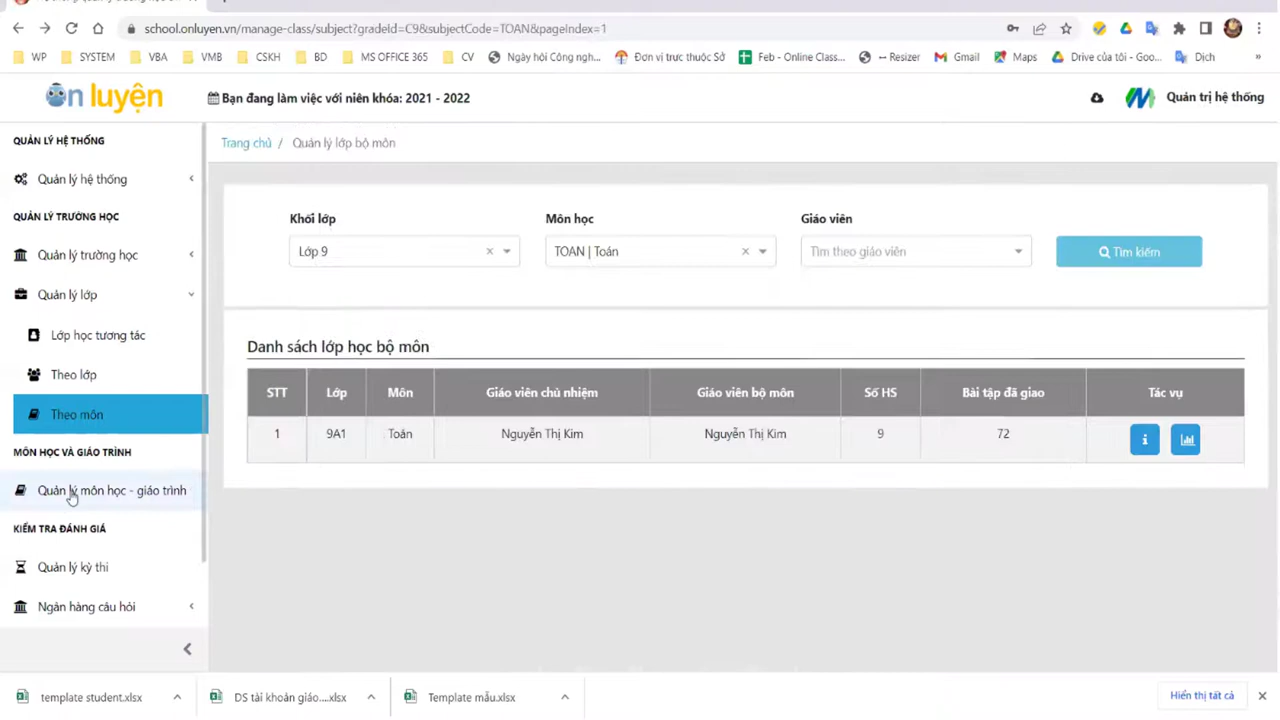 school.onluyen.vn/manage-class/subject?gradeId=C9&subjectCode=TOAN&pageIndex=1
WP SYSTEM VBA VMB CSKH BD MS OFFICE 365 CV Ngày hội Công ngh... Đơn vị trực thuộc Sở Feb - Online Class... -- Resizer Gmail Maps Drive của tôi - Goo... Dịch »
Ôn luyện
Bạn đang làm việc với niên khóa: 2021 - 2022
Quản trị hệ thống
QUẢN LÝ HỆ THỐNG
Quản lý hệ thống
QUẢN LÝ TRƯỜNG HỌC
Quản lý trường học
Quản lý lớp
Lớp học tương tác
Theo lớp
Theo môn
MÔN HỌC VÀ GIÁO TRÌNH
Quản lý môn học - giáo trình
KIỂM TRA ĐÁNH GIÁ
Quản lý kỳ thi
Ngân hàng câu hỏi
Trang chủ / Quản lý lớp bộ môn
Khối lớp Môn học Giáo viên
Lớp 9 TOAN | Toán Tìm theo giáo viên Tìm kiếm
Danh sách lớp học bộ môn
STT Lớp Môn Giáo viên chủ nhiệm Giáo viên bộ môn Số HS Bài tập đã giao Tác vụ
1 9A1 Toán Nguyễn Thị Kim Nguyễn Thị Kim 9 72
template student.xlsx DS tài khoản giáo....xlsx Template mẫu.xlsx Hiển thị tất cả